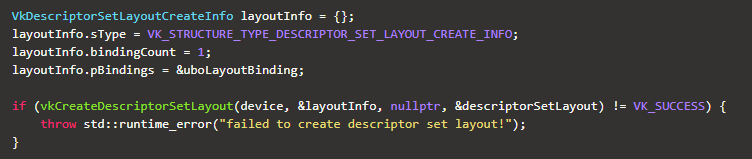 VkDescriptorSetLayoutCreateInfo layoutInfo = {};
layoutInfo.sType = VK_STRUCTURE_TYPE_DESCRIPTOR_SET_LAYOUT_CREATE_INFO;
layoutInfo.bindingCount = 1;
layoutInfo.pBindings = &uboLayoutBinding;

if (vkCreateDescriptorSetLayout(device, &layoutInfo, nullptr, &descriptorSetLayout) != VK_SUCCESS) {
    throw std::runtime_error("failed to create descriptor set layout!");
}